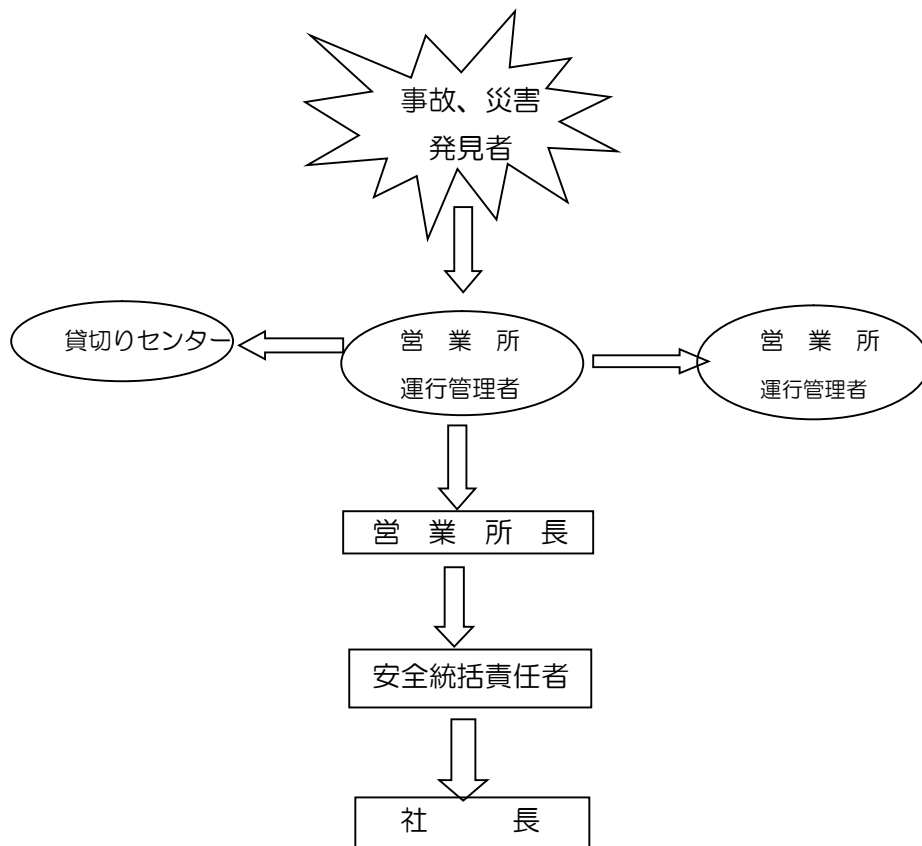 事故、災害
発見者
貸切りセンター
営　業　所
運行管理者
営　業　所
運行管理者
営　業　所　長
安全統括責任者
社　　　長